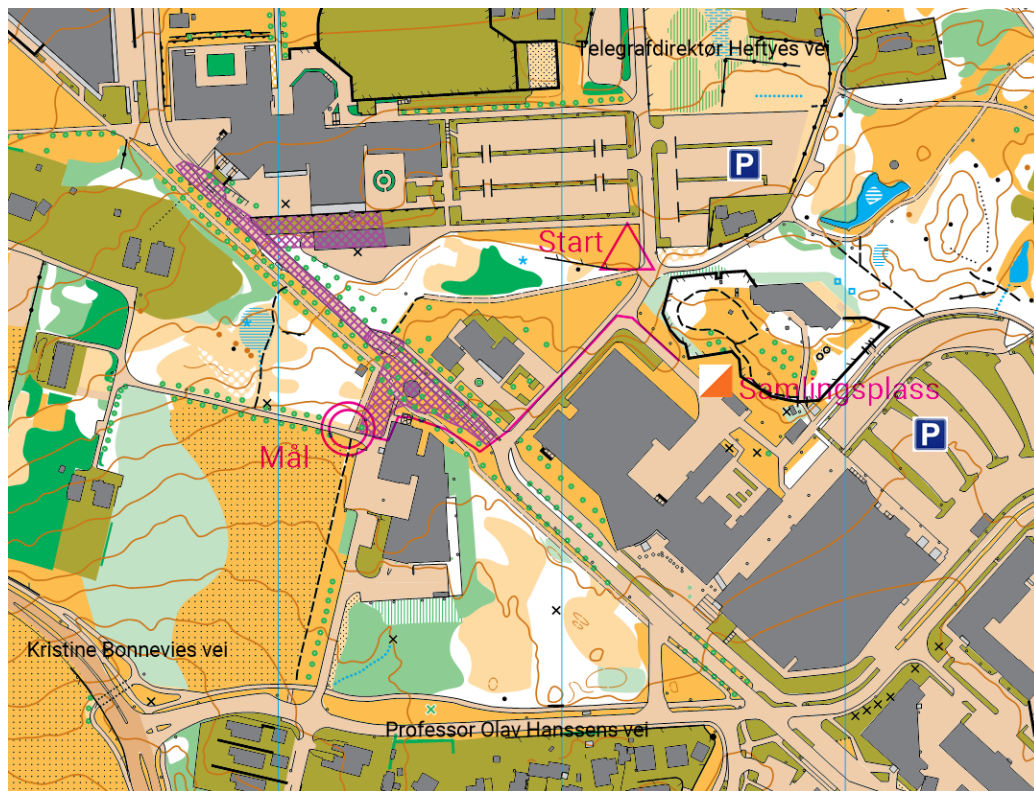 Telegrafdirektør Heftyes vei
P
Start
Samlingsplass
P
Mål
Kristine Bonnevies vei
Professor Olav Hanssens vei